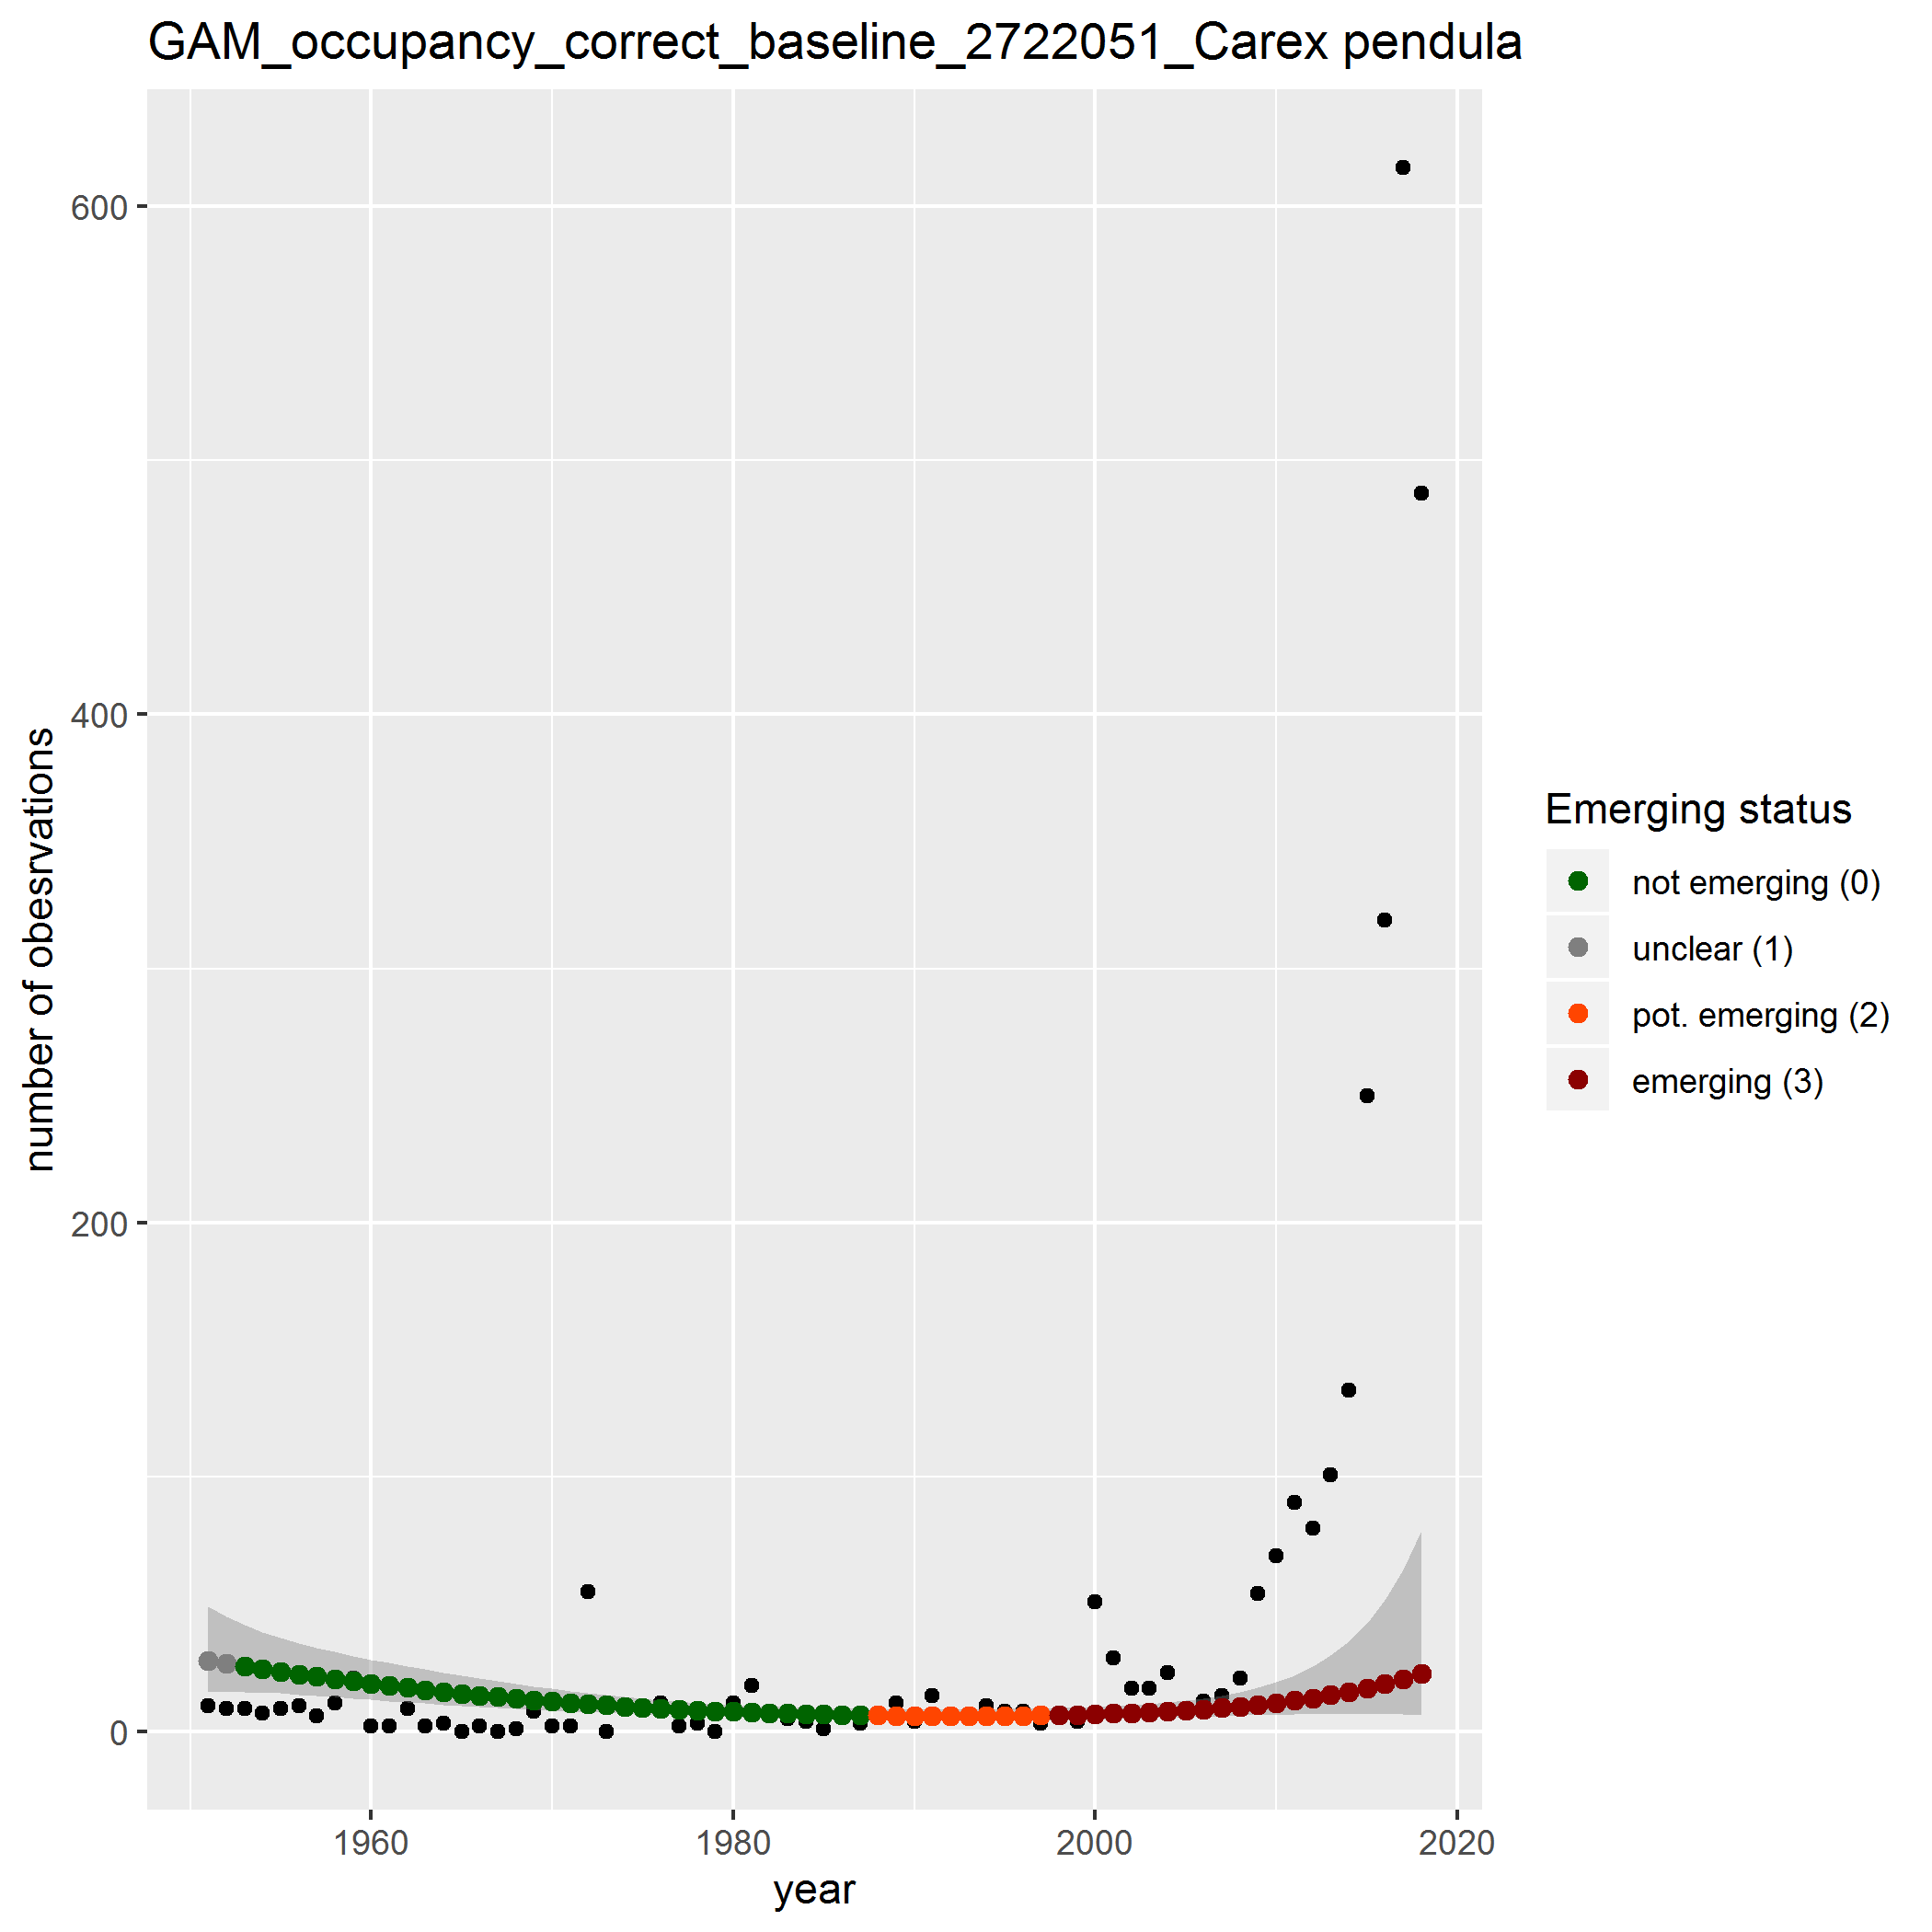 GAM_occupancy_correct_baseline_2722051_Carex pendula
600
400
200
0
number of obesrvations
1960
1980
2000
2020
year
Emerging status
not emerging (0)
unclear (1)
pot. emerging (2)
emerging (3)